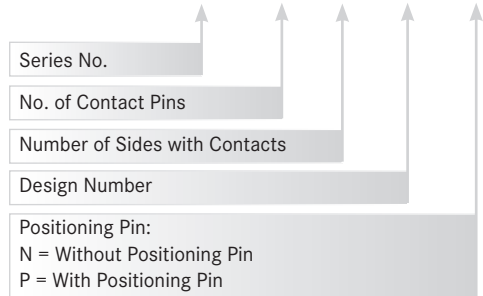 Series No.
No. of Contact Pins
Number of Sides with Contacts
Design Number
Positioning Pin:
N = Without Positioning Pin
P = With Positioning Pin